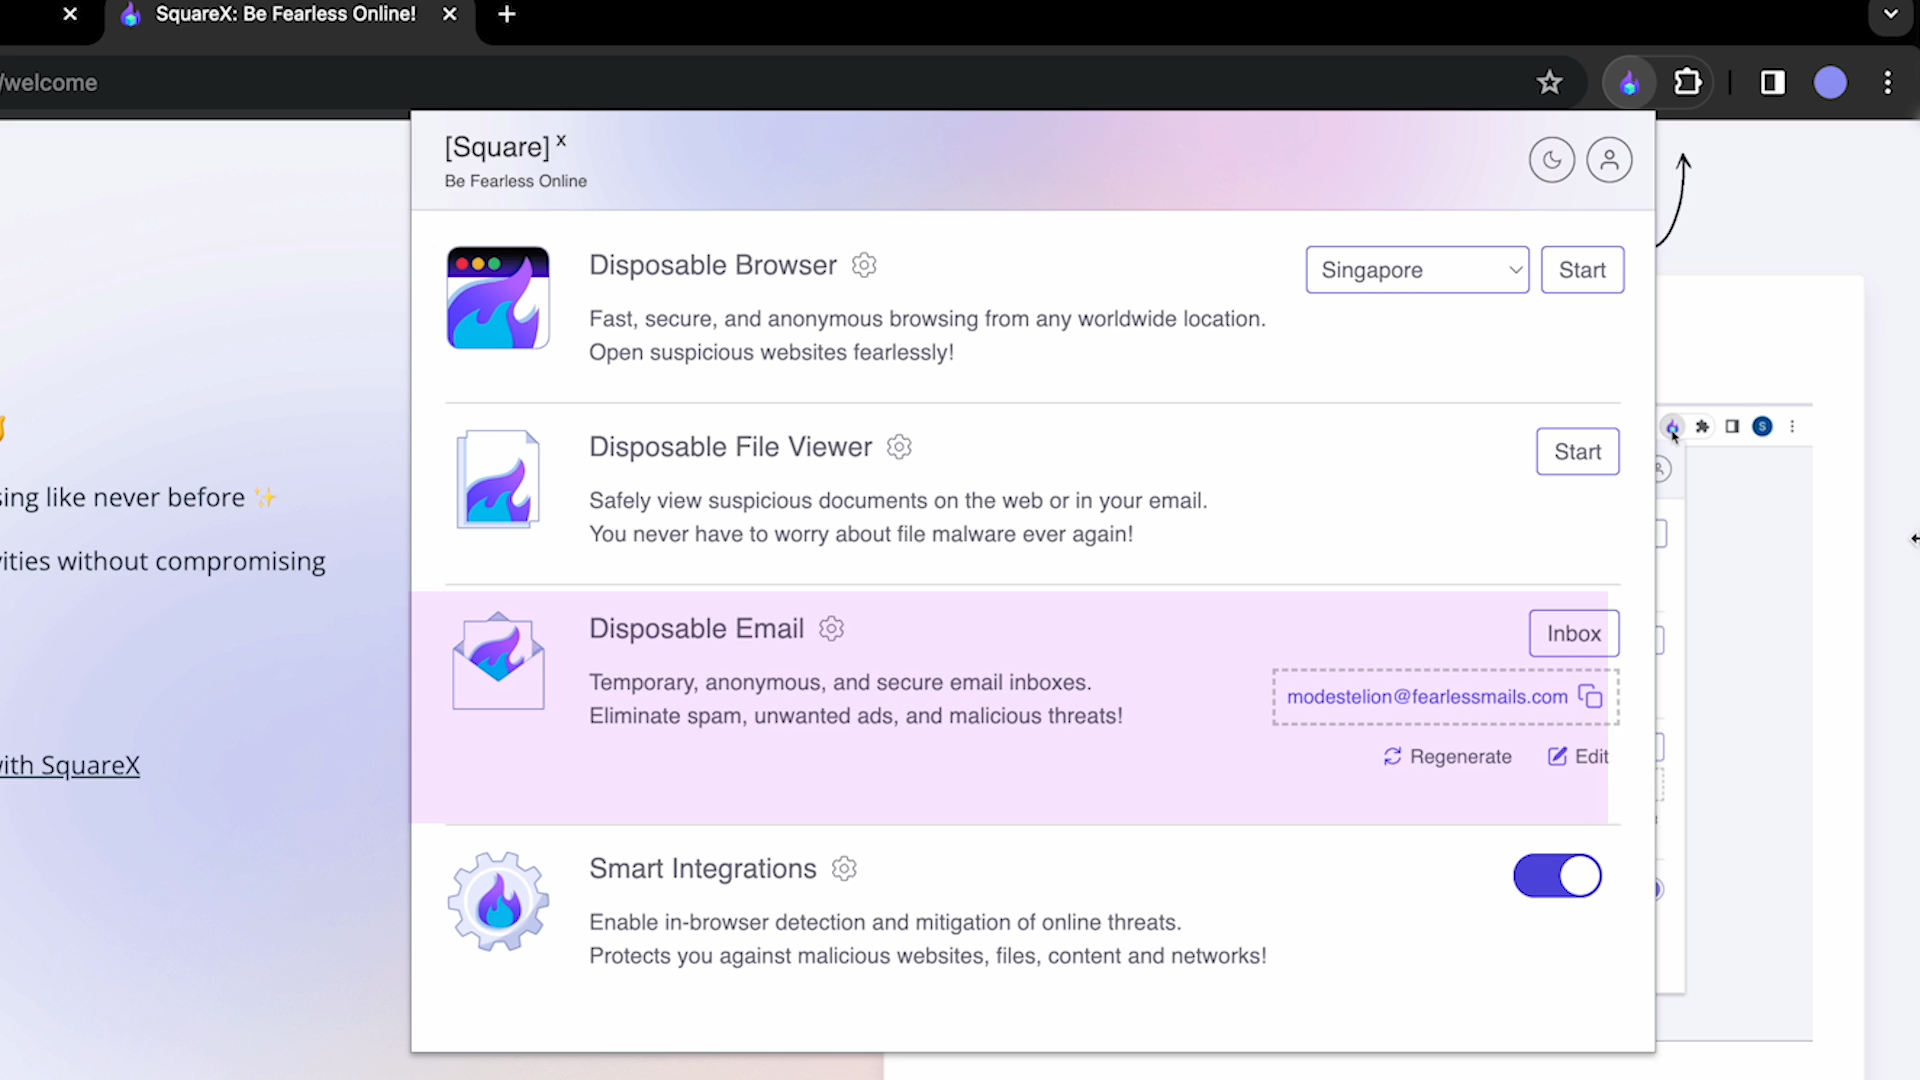 SquareX: Be Fearless Online!
/welcome
[Square] x
Be Fearless Online
Disposable Browser
Singapore
Start
Fast, secure, and anonymous browsing from any worldwide location.
Open suspicious websites fearlessly!
Disposable File Viewer
Start
Safely view suspicious documents on the web or in your email.
You never have to worry about file malware ever again!
Disposable Email
Inbox
Temporary, anonymous, and secure email inboxes.
modestelion@fearlessmails.com
Eliminate spam, unwanted ads, and malicious threats!
Regenerate
Edit
Smart Integrations
Enable in-browser detection and mitigation of online threats.
Protects you against malicious websites, files, content and networks!
sing like never before
vities without compromising
with SquareX
S